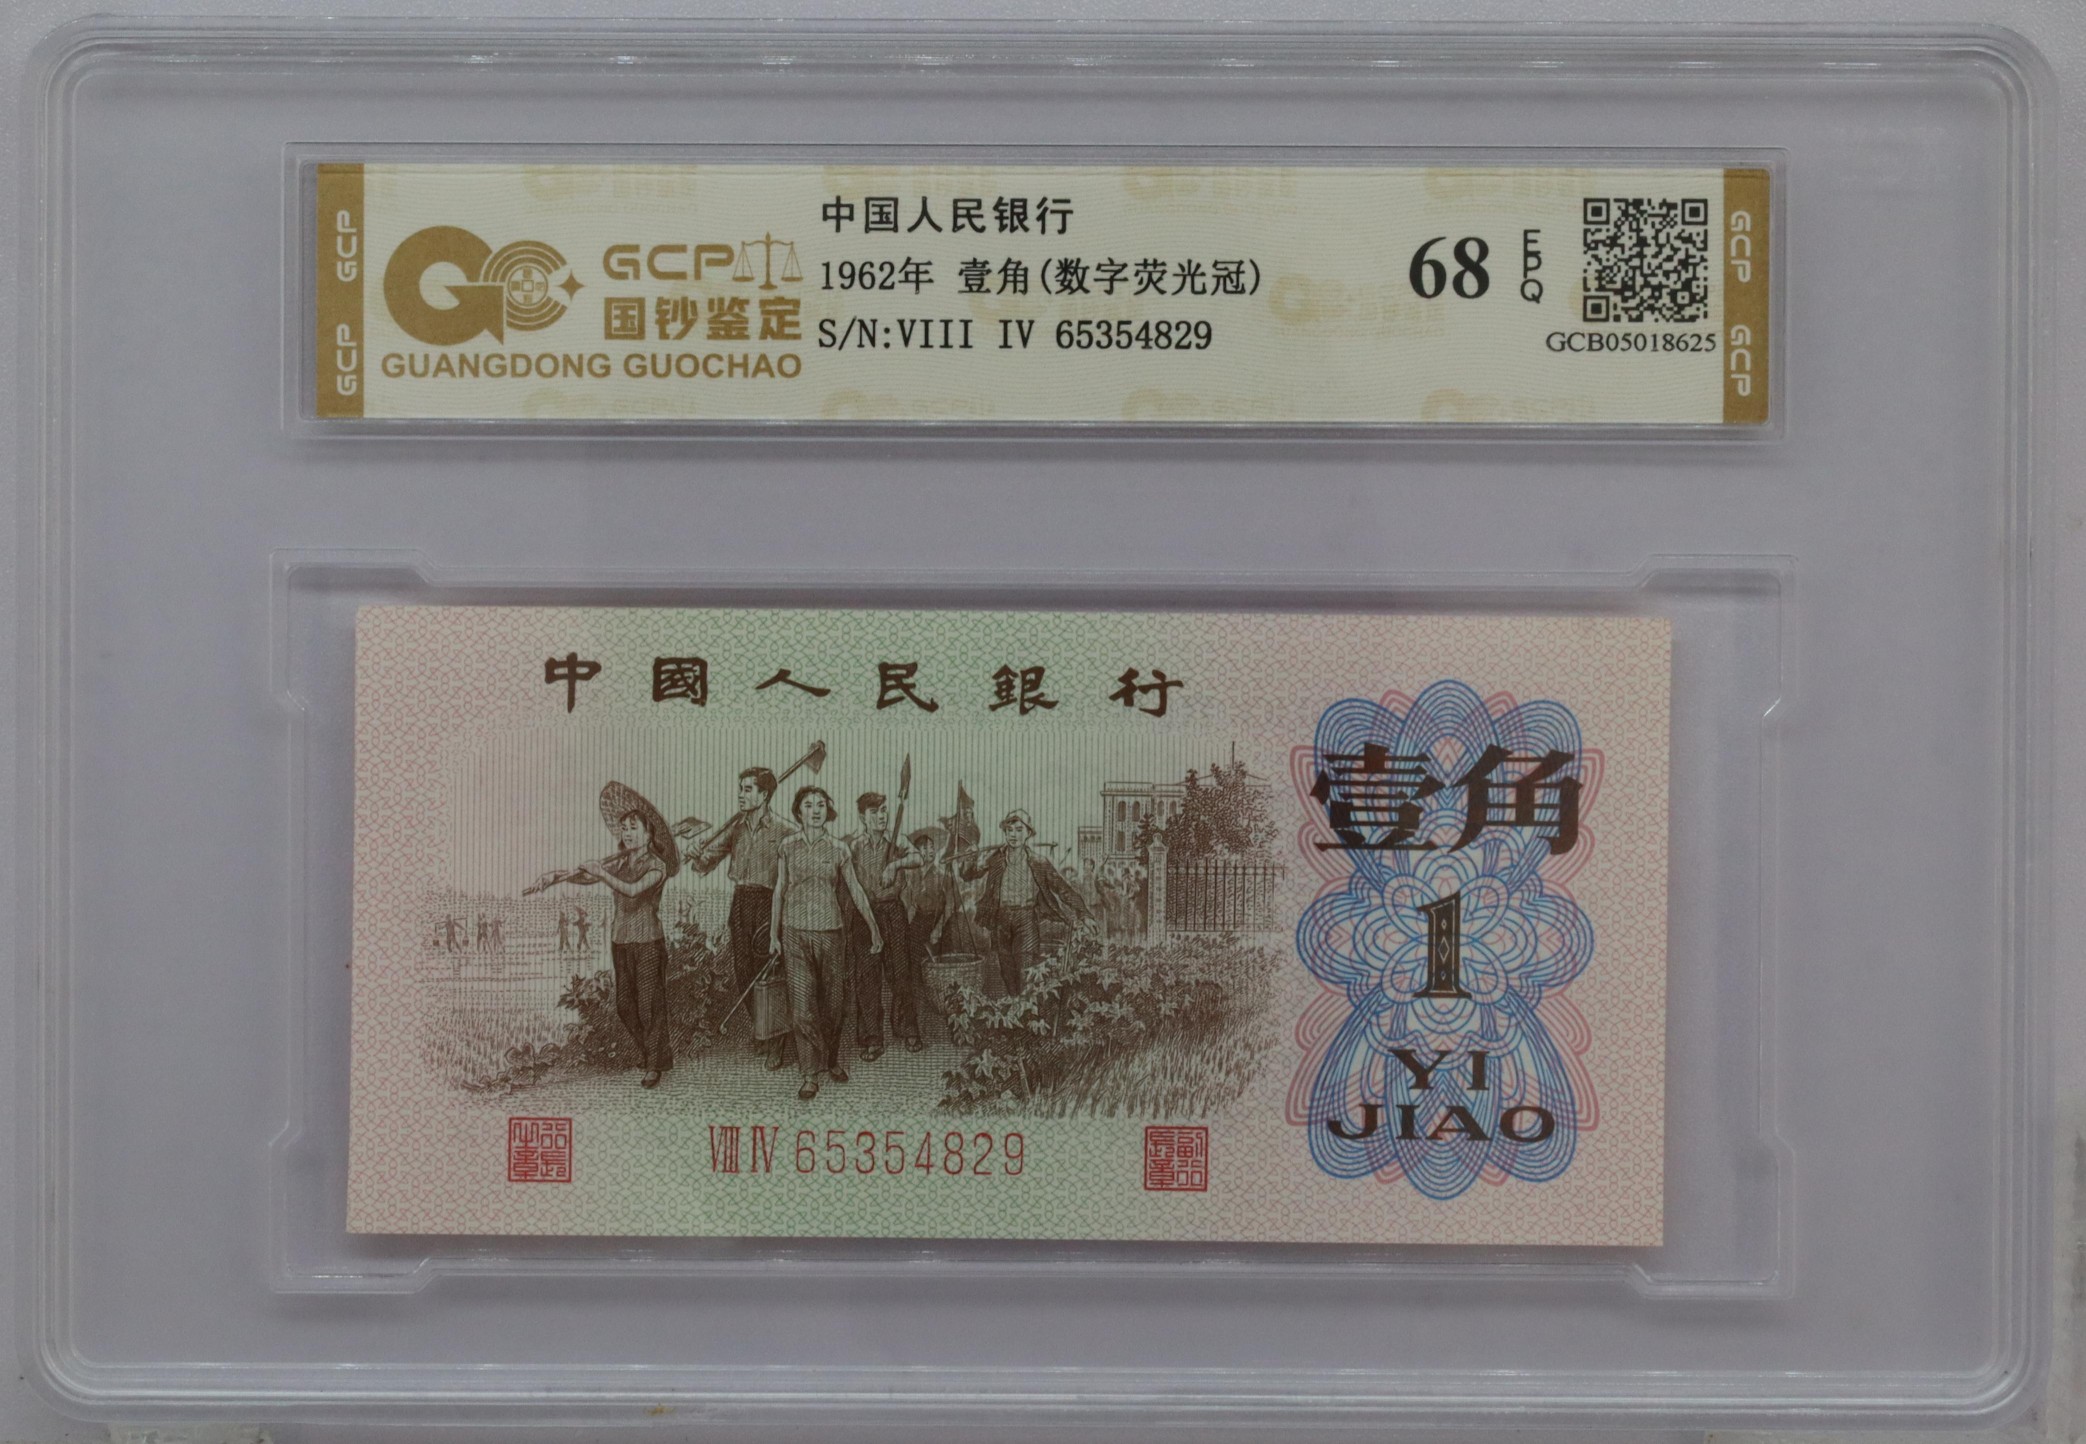 GCP
GCP
GCP
国钞鉴定
GUANGDONG GUOCHAO
中国人民银行
1962年 壹角(数字荧光冠)
S/N:VIII IV 65354829
68
EPQ
GCB05018625
GCP
GCP
中國人民銀行
壹角
1
YI
JIAO
VIII IV 65354829